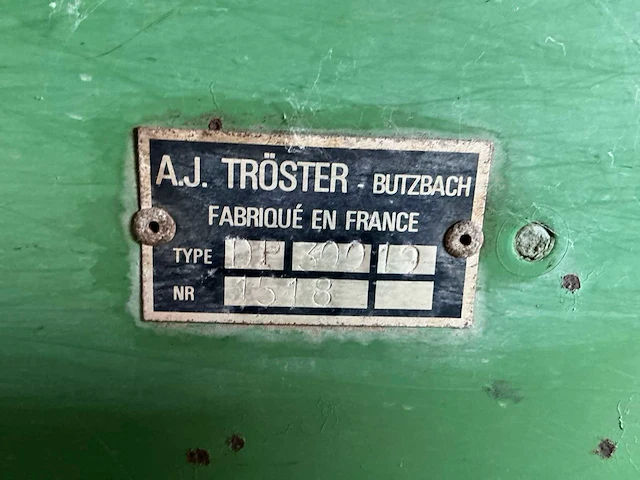 A.J. TRÖSTER - BUTZBACH
FABRIQUÉ EN FRANCE
TYPE DP 300 19
NR 1518